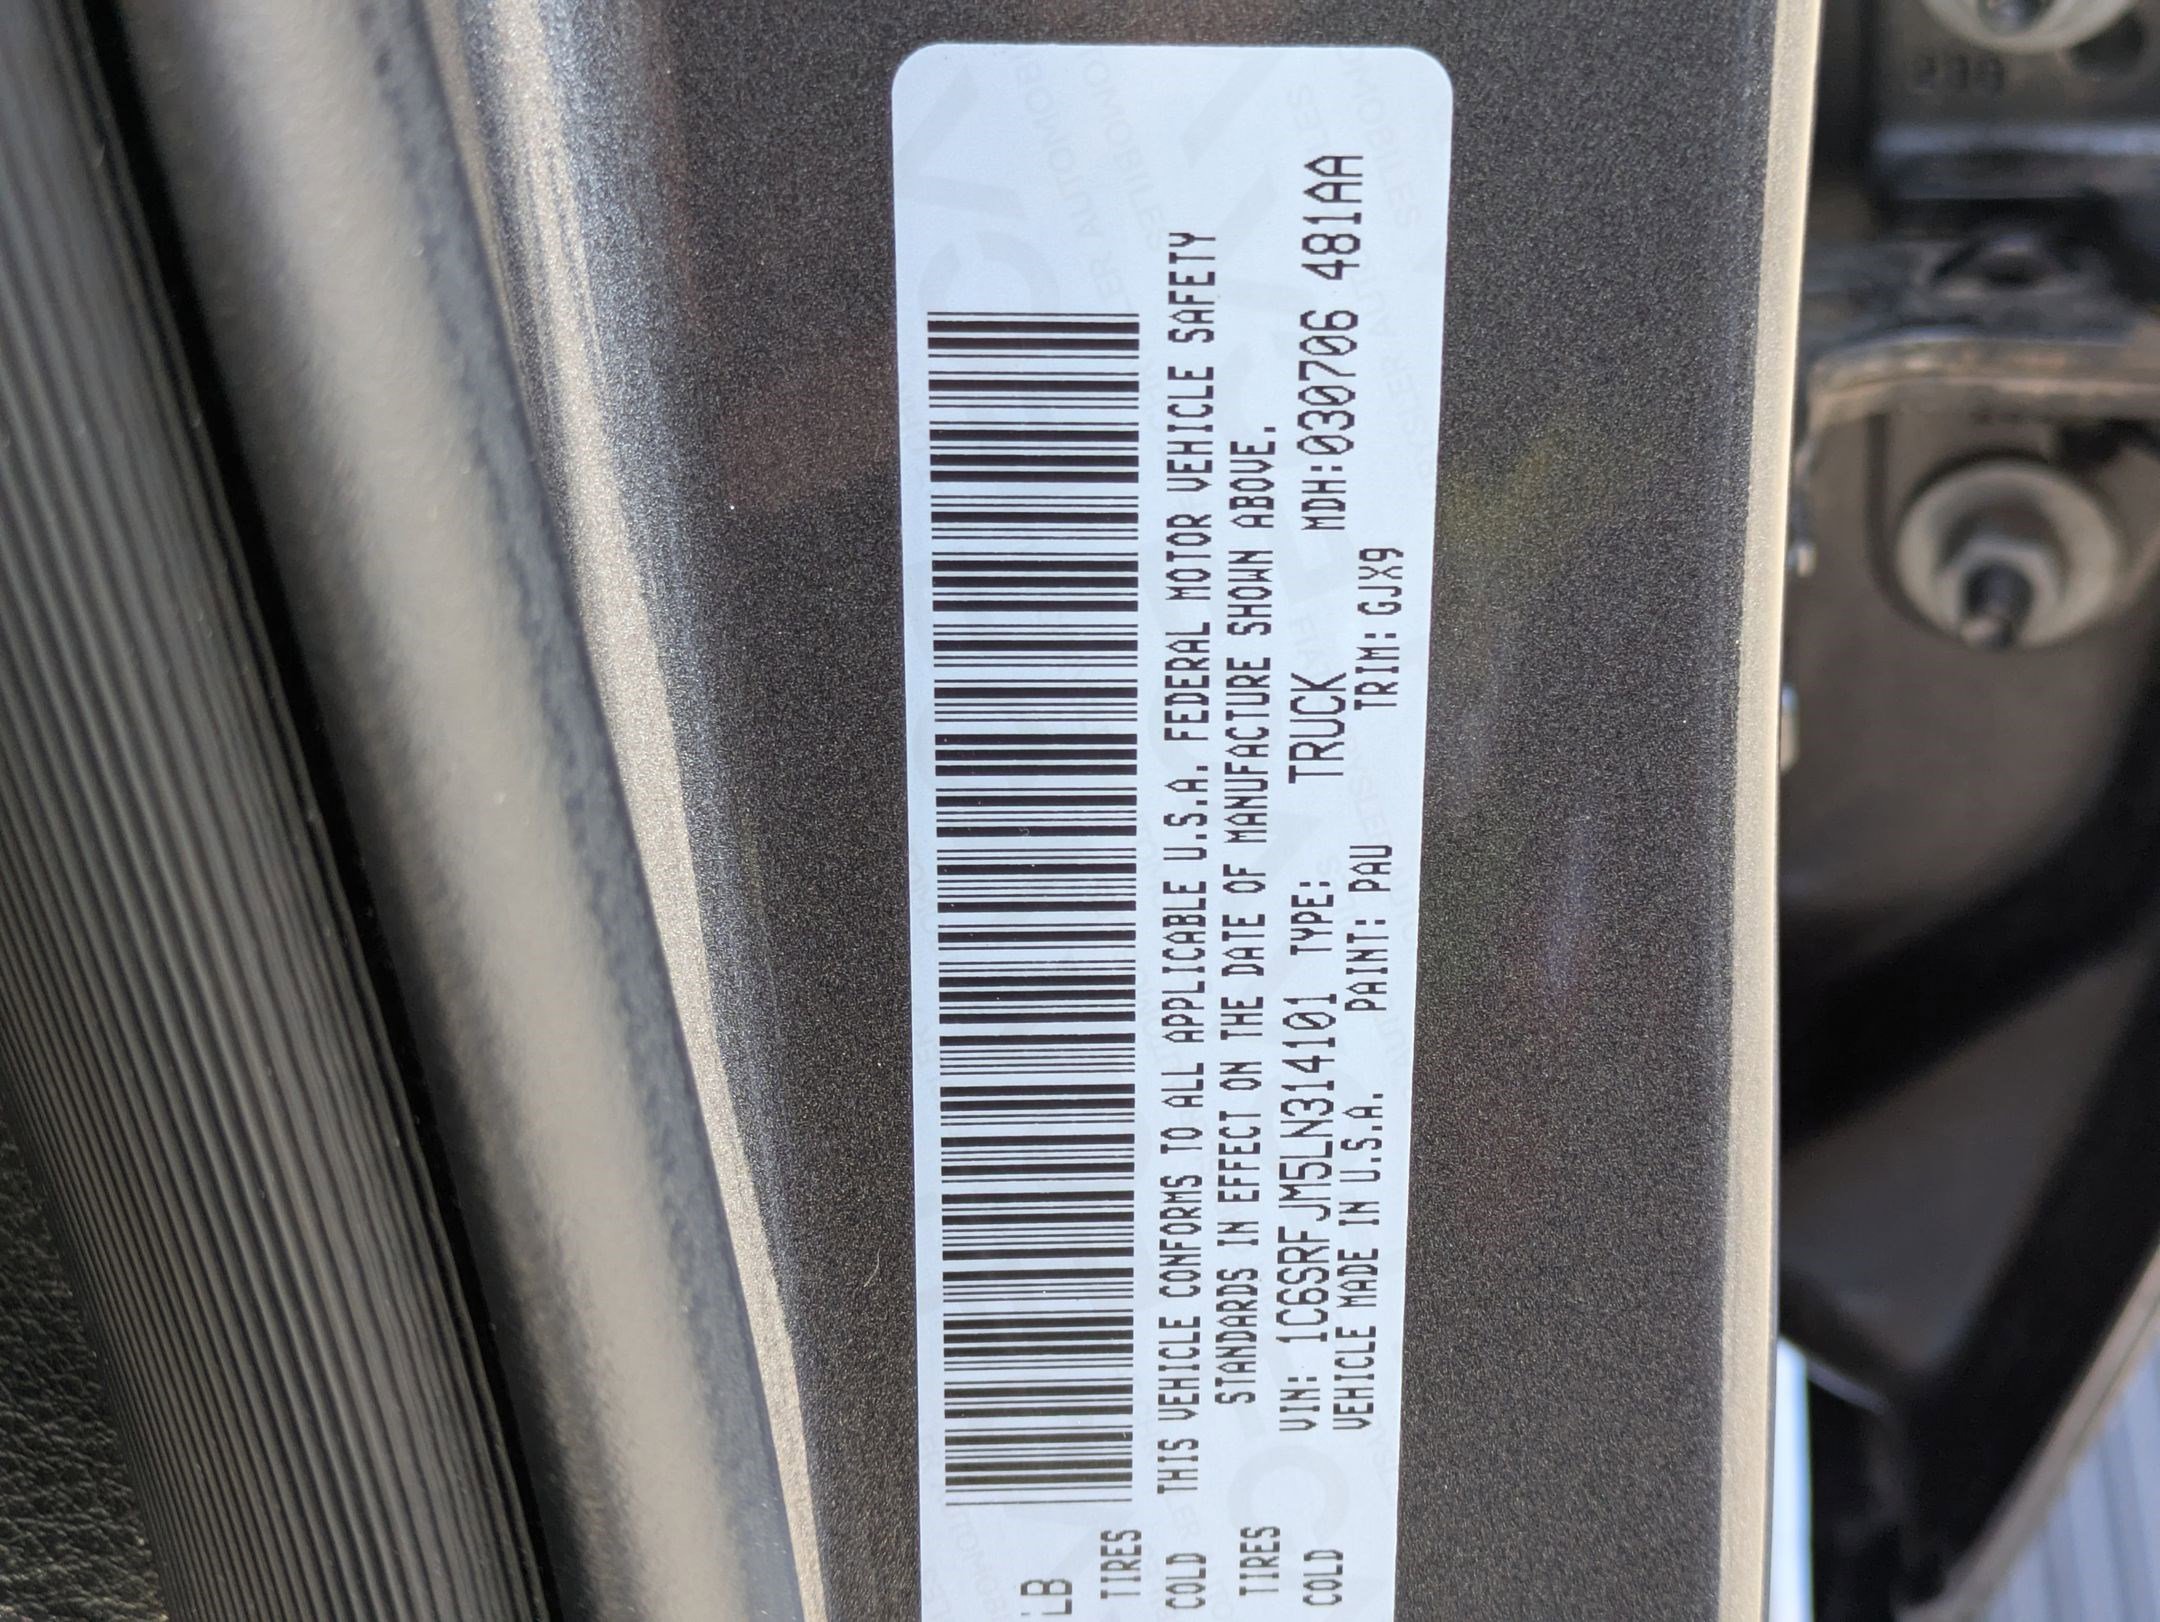 LB
TIRES
COLD
THIS VEHICLE CONFORMS TO ALL APPLICABLE U.S.A. FEDERAL MOTOR VEHICLE SAFETY
STANDARDS IN EFFECT ON THE DATE OF MANUFACTURE SHOWN ABOVE.
TIRES
COLD
VIN: 1C6SRFJM5LN314101 TYPE: TRUCK MDH:030706 481AA
VEHICLE MADE IN U.S.A. PAINT: PAU TRIM: GJX9